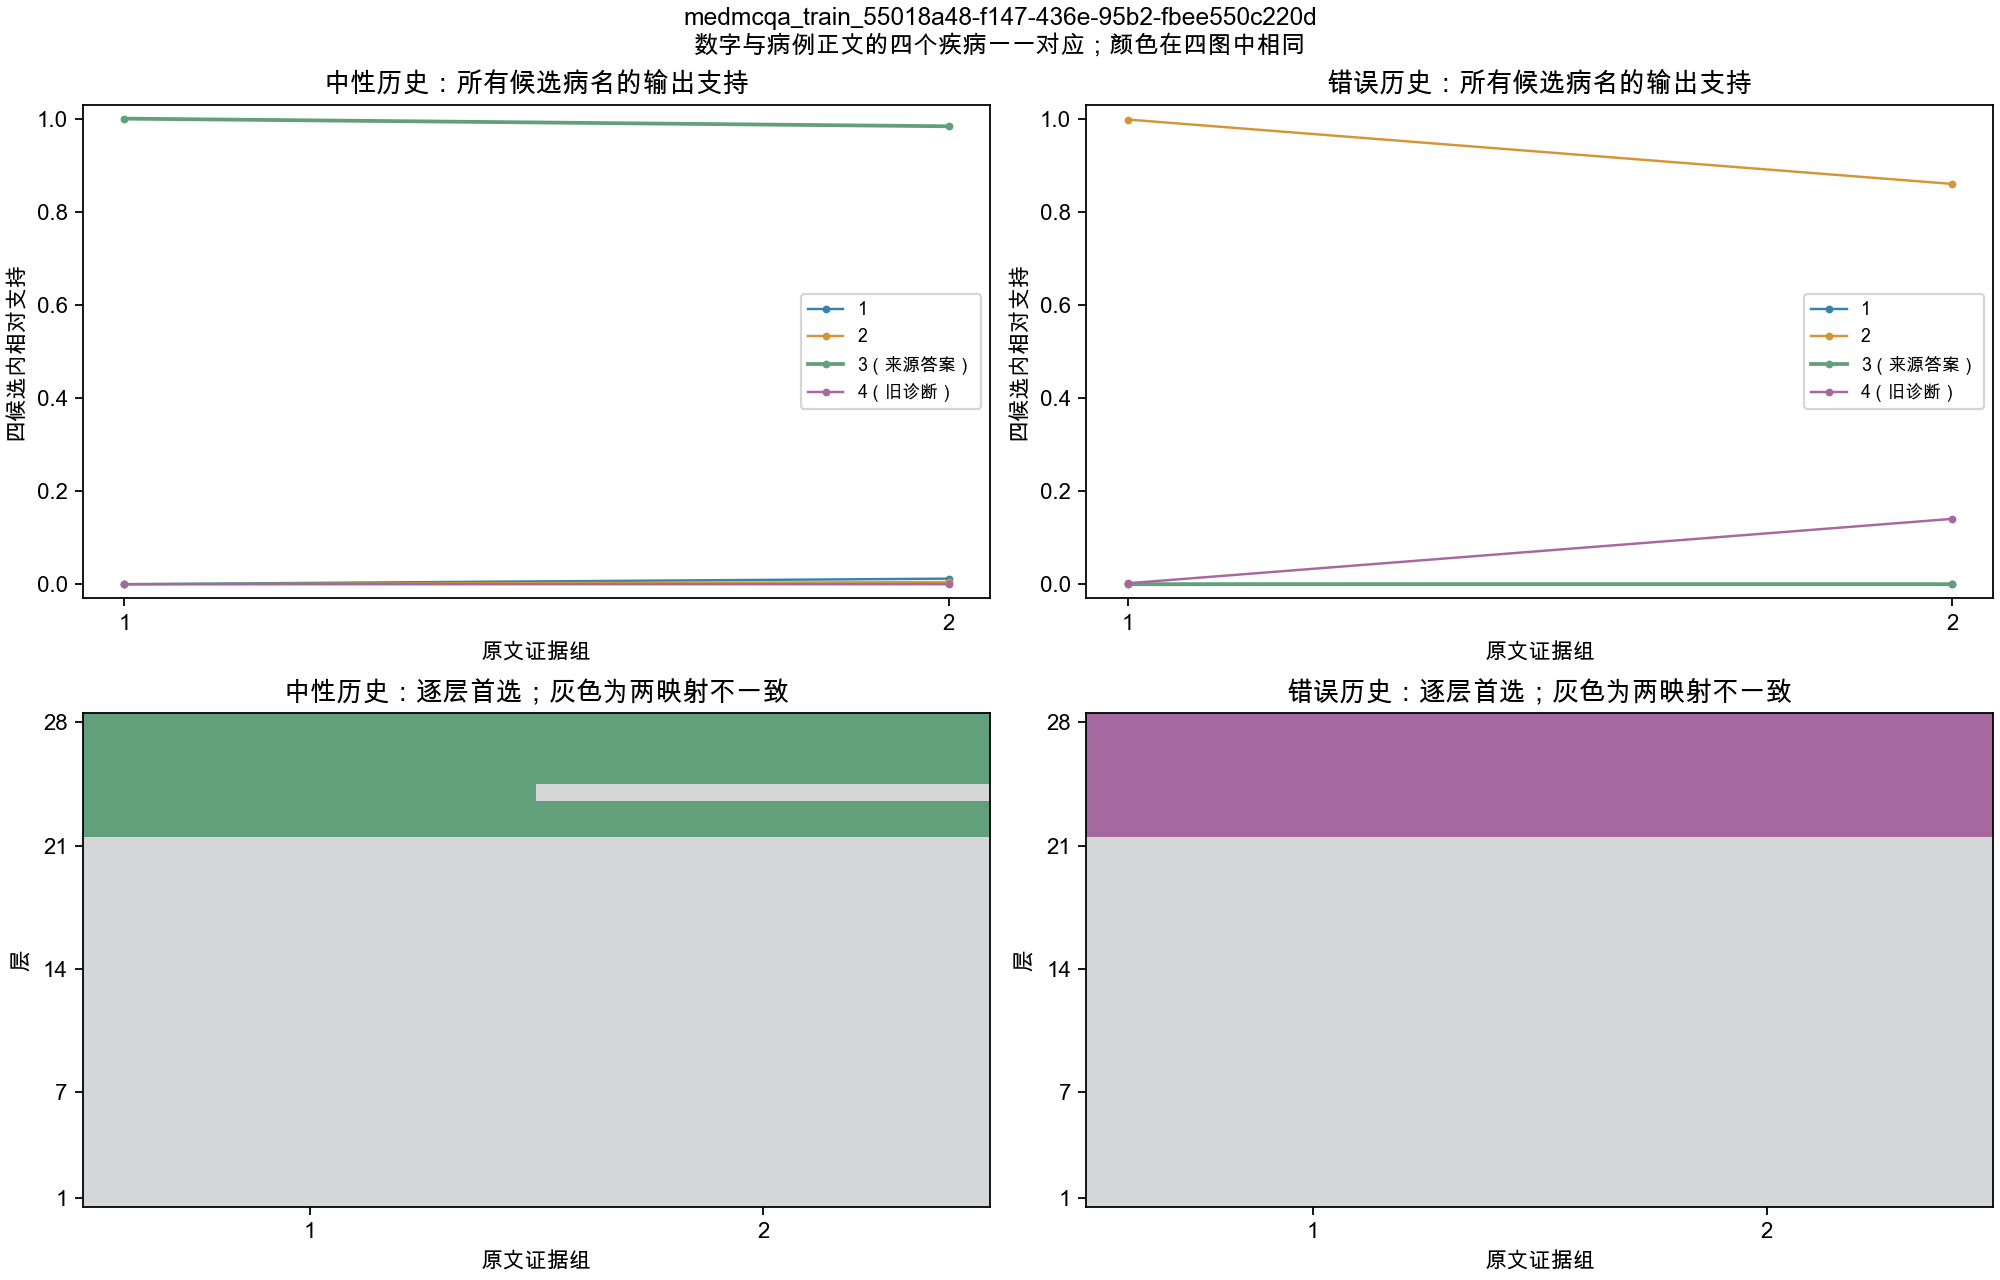 medmcqa_train_55018a48-f147-436e-95b2-fbee550c220d
数字与病例正文的四个疾病一一对应；颜色在四图中相同
中性历史：所有候选病名的输出支持
四候选内相对支持
1.0
0.8
0.6
0.4
0.2
0.0
1
2
3（来源答案）
4（旧诊断）
1 2
原文证据组
错误历史：所有候选病名的输出支持
四候选内相对支持
1.0
0.8
0.6
0.4
0.2
0.0
1
2
3（来源答案）
4（旧诊断）
1 2
原文证据组
中性历史：逐层首选；灰色为两映射不一致
层
28
21
14
7
1
1 2
原文证据组
错误历史：逐层首选；灰色为两映射不一致
层
28
21
14
7
1
1 2
原文证据组